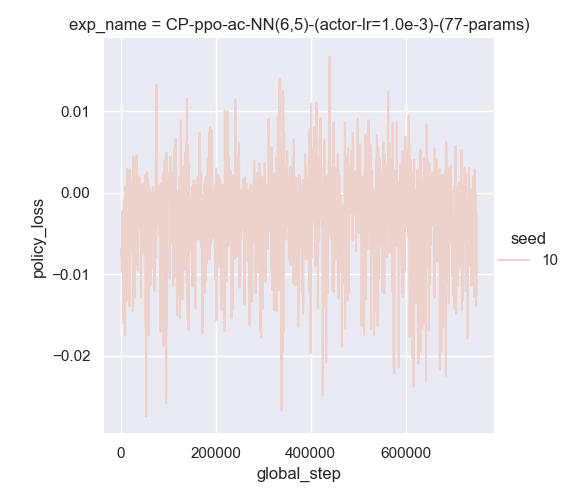 exp_name = CP-ppo-ac-NN(6,5)-(actor-lr=1.0e-3)-(77-params)
0.01
0.00
−0.01
−0.02
policy_loss
0
200000
400000
600000
global_step
seed
10